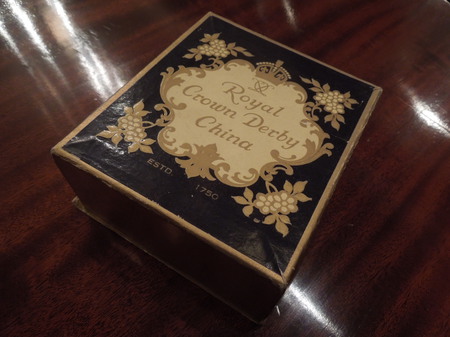 Royal
Crown Derby
China
ESTD. 1750